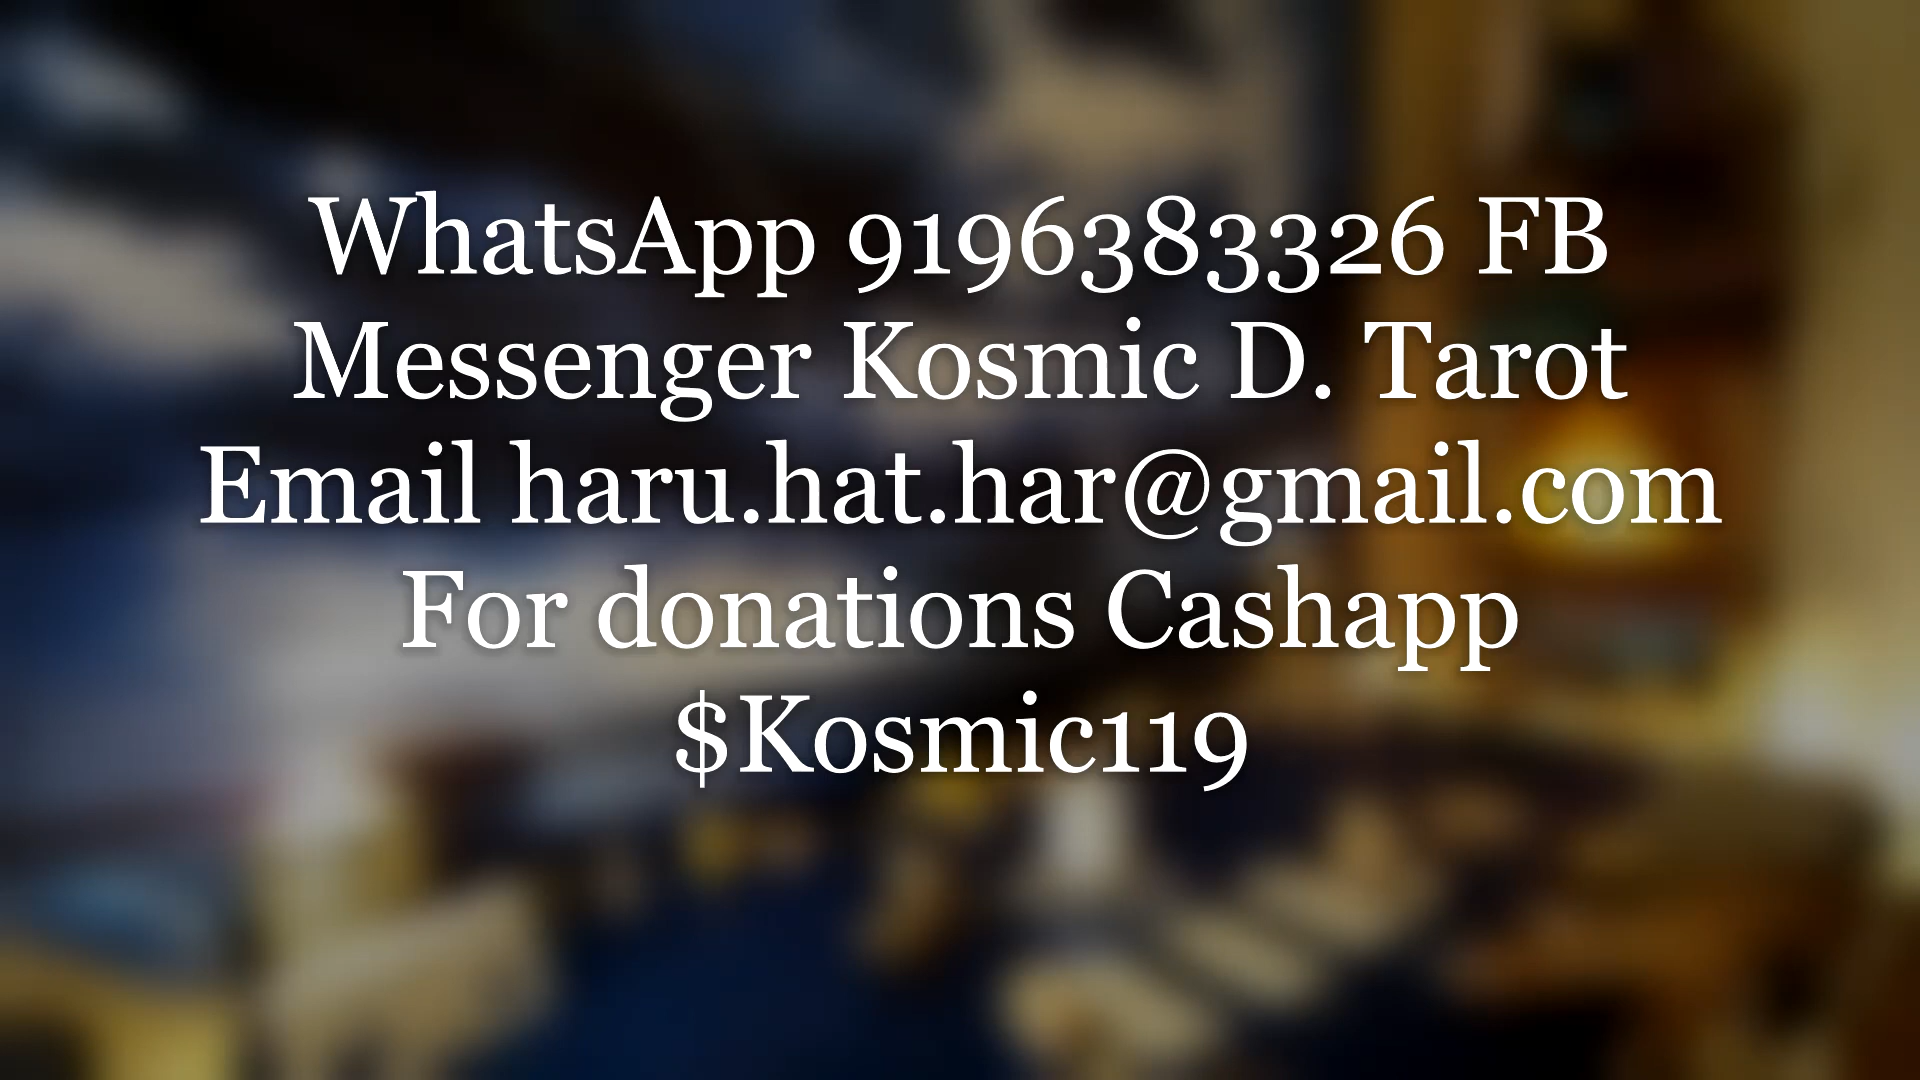 WhatsApp 9196383326 FB
Messenger Kosmic D. Tarot
Email haru.hat.har@gmail.com
For donations Cashapp
$Kosmic119